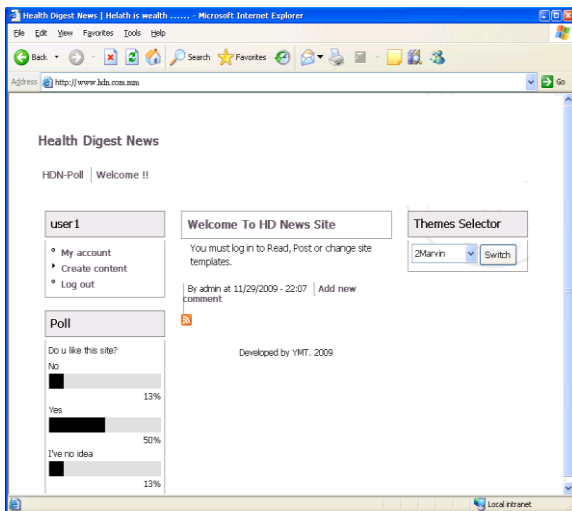 Health Digest News | Helath is wealth ...... - Microsoft Internet Explorer
File Edit View Favorites Tools Help
Back Search Favorites
Address http://www.hdn.com.mm Go
Health Digest News
HDN-Poll Welcome !!
user1
My account
Create content
Log out
Poll
Do u like this site?
No
13%
Yes
50%
I've no idea
13%
Welcome To HD News Site
You must log in to Read, Post or change site
templates.
By admin at 11/29/2009 - 22:07 Add new
comment
Developed by YMT. 2009
Themes Selector
2Marvin Switch
Local intranet